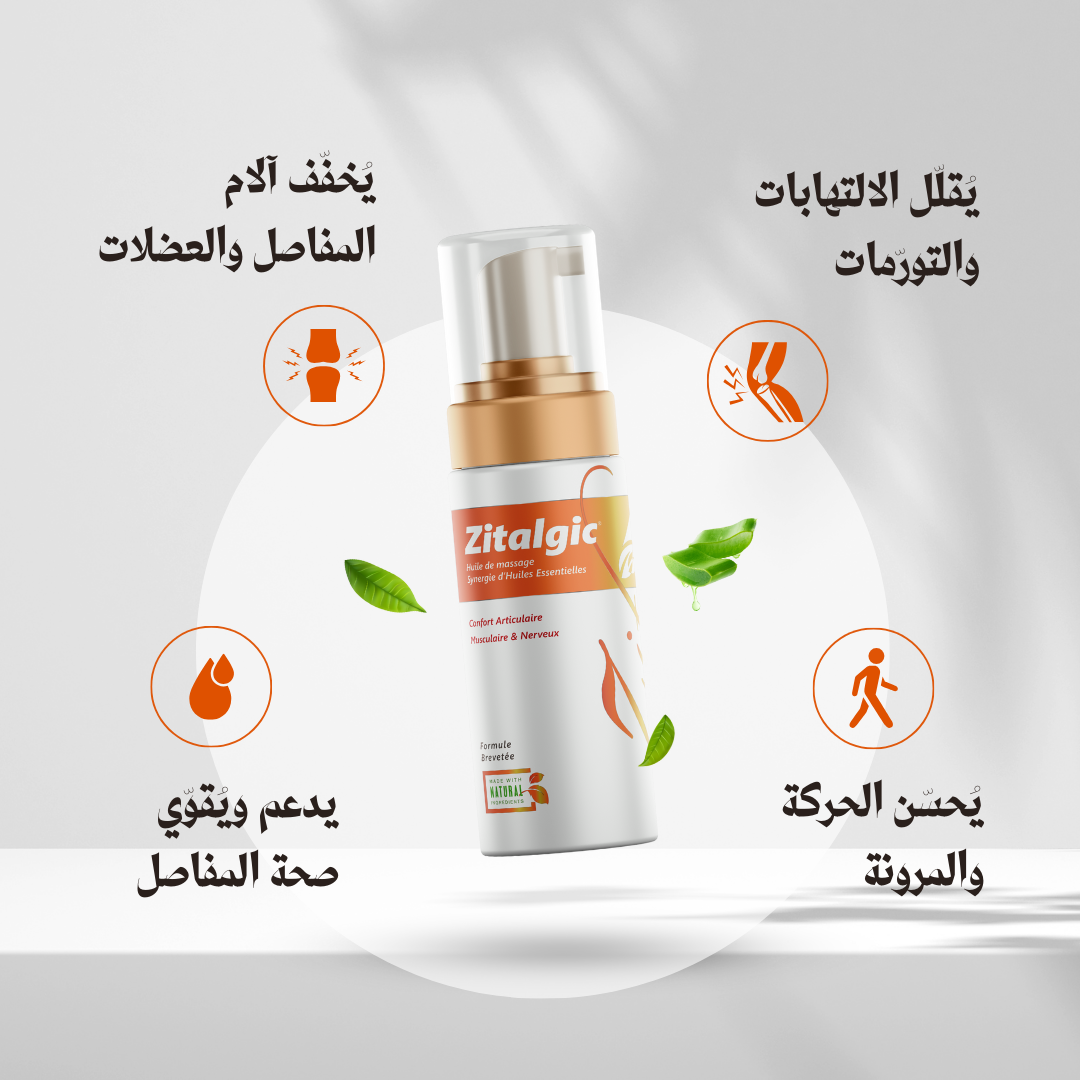 يُخفّف آلام
المفاصل والعضلات
يُقلّل الالتهابات
والتورّمات
Zitalgic
Huile de massage
Synergie d'Huiles Essentielles
Confort Articulaire
Musculaire & Nerveux
Formule
Brevetée
MADE WITH
NATURAL
INGREDIENTS
يدعم ويُقوّي
صحة المفاصل
يُحسّن الحركة
والمرونة